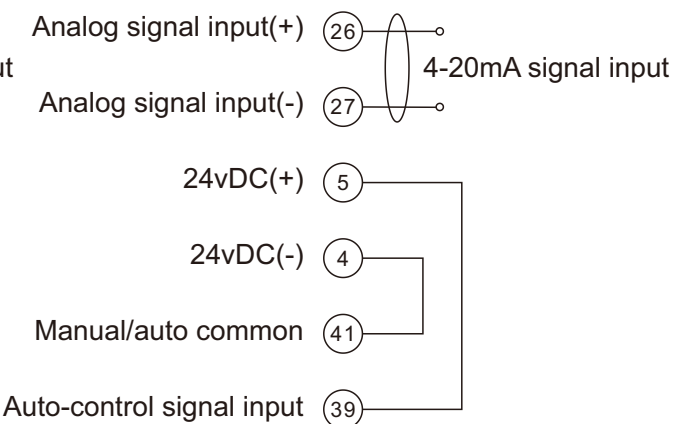 Analog signal input(+) 26
ut
4-20mA signal input
Analog signal input(-) 27
24vDC(+) 5
24vDC(-) 4
Manual/auto common 41
Auto-control signal input 39